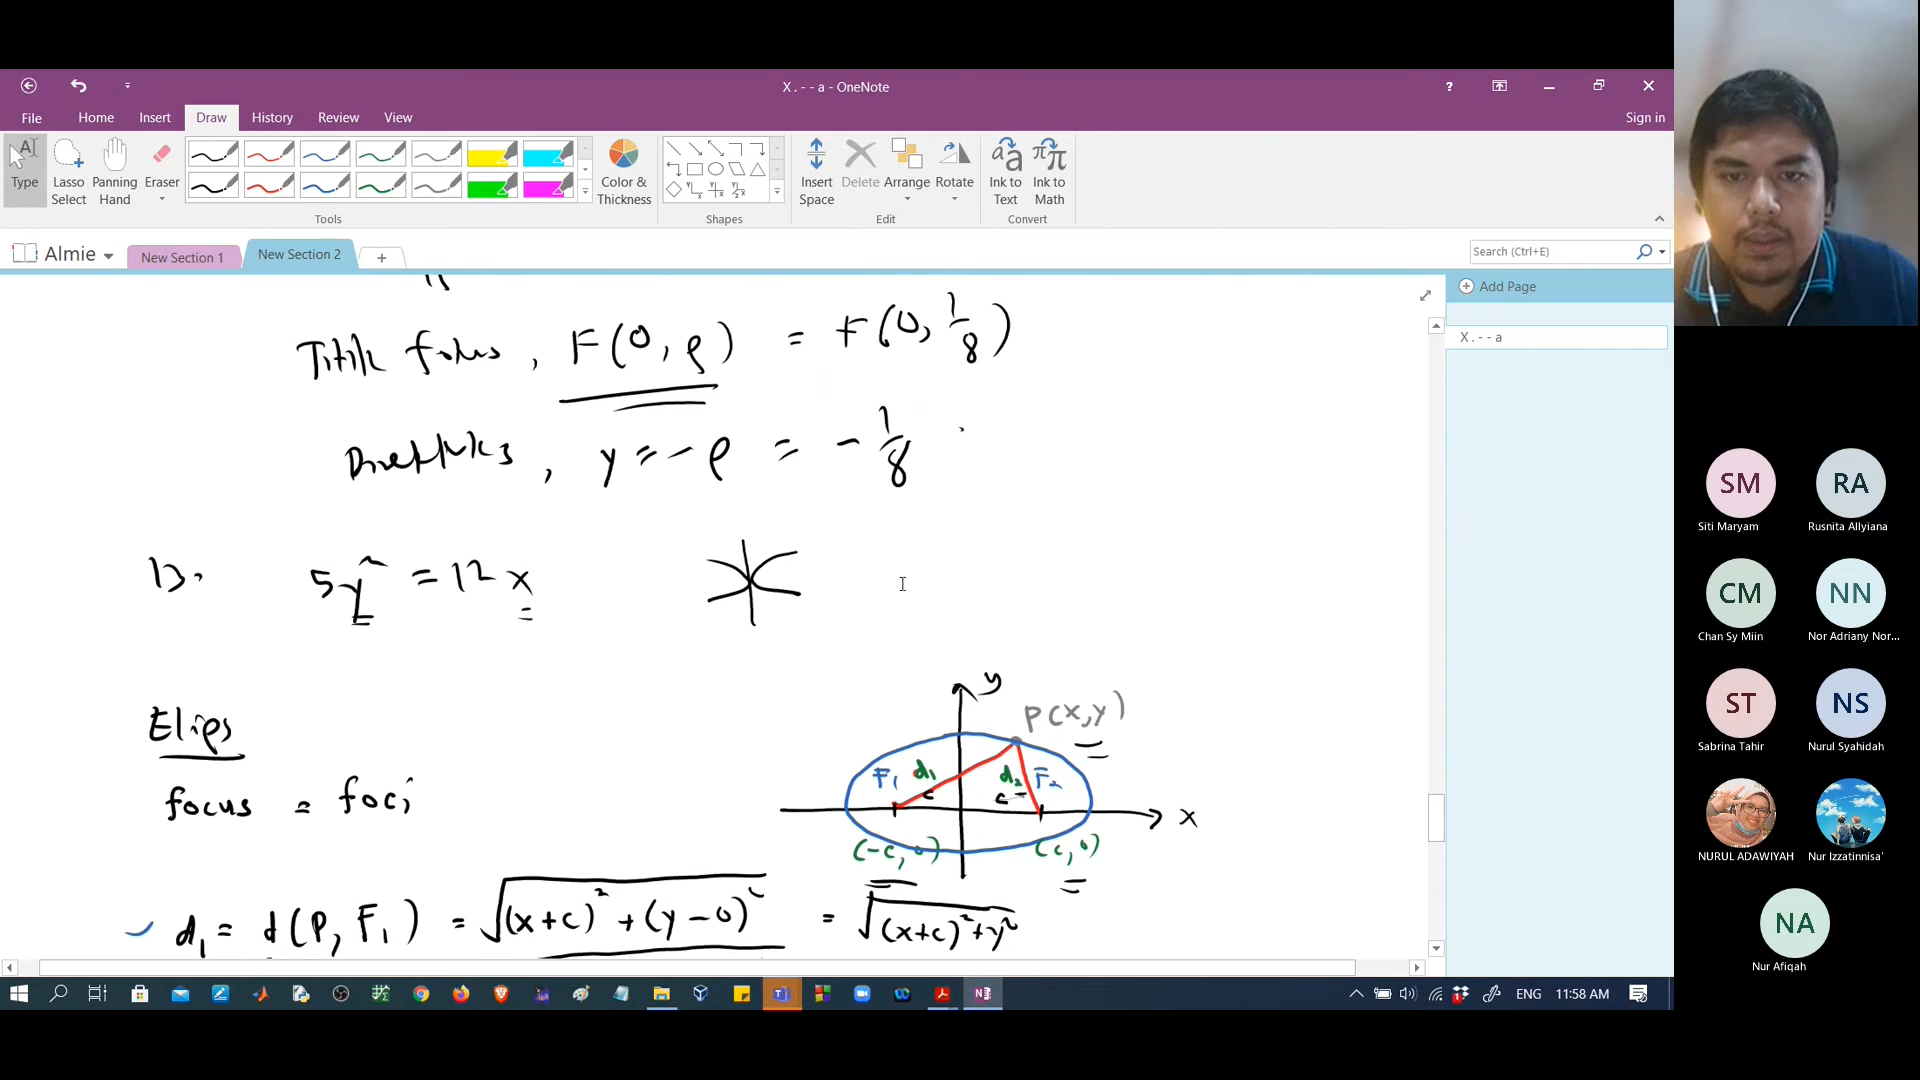 X . - - a - OneNote
?
File
Home
Insert
Draw
History
Review
View
Sign in
Type
Lasso Select
Panning Hand
Eraser
Color & Thickness
Insert Space
Delete
Arrange
Rotate
Ink to Text
Ink to Math
Tools
Shapes
Edit
Convert
Almie
New Section 1
New Section 2
Search (Ctrl+E)
Add Page
X . - - a
Titik fokus, F(0, p) = F(0, 1/8)
y = -p = -1/8
5y² = 12x
Elips
focus = foci
y
P(x,y)
F₁ d₁ d₂ F₂
c c
x
(-c, 0) (c, 0)
d₁ = d(P, F₁) = √(x+c)² + (y-0)² = √(x+c)²+y²
SM
Siti Maryam
RA
Rusnita Allyiana
CM
Chan Sy Miin
NN
Nor Adriany Nor...
ST
Sabrina Tahir
NS
Nurul Syahidah
NURUL ADAWIYAH
Nur Izzatinnisa'
NA
Nur Afiqah
ENG
11:58 AM